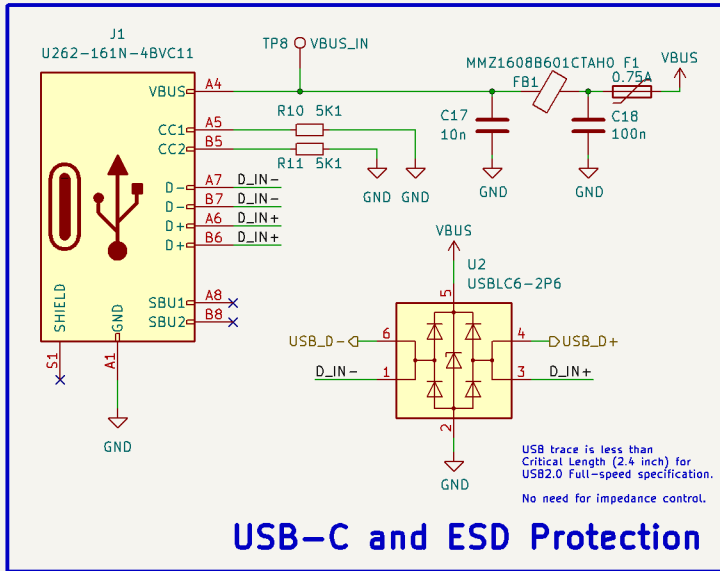 J1
U262-161N-4BVC11
TP8 VBUS_IN
MMZ1608B601CTAH0 F1
VBUS
FB1
0.75A
VBUS A4
R10 5K1
C17
10n
C18
100n
CC1 A5
CC2 B5
R11 5K1
GND GND GND GND
D- A7 D_IN-
D- B7 D_IN-
D+ A6 D_IN+
D+ B6 D_IN+
VBUS
U2
USBLC6-2P6
5
SBU1 A8
SBU2 B8
SHIELD
GND
S1
A1
GND
USB_D- 6
4 USB_D+
D_IN- 1
3 D_IN+
2
GND
USB trace is less than
Critical Length (2.4 inch) for
USB2.0 Full-speed specification.
No need for impedance control.
USB-C and ESD Protection